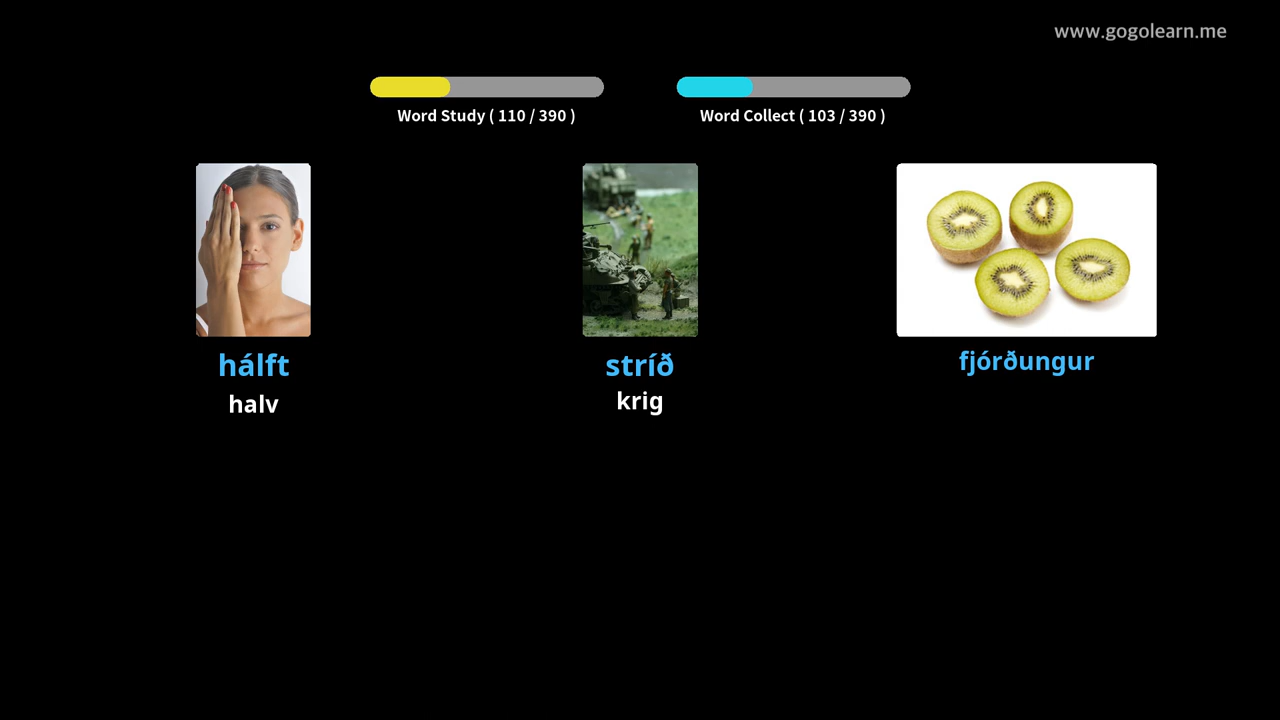 www.gogolearn.me
Word Study ( 110 / 390 )
Word Collect ( 103 / 390 )
hálft
halv
stríð
krig
fjórðungur